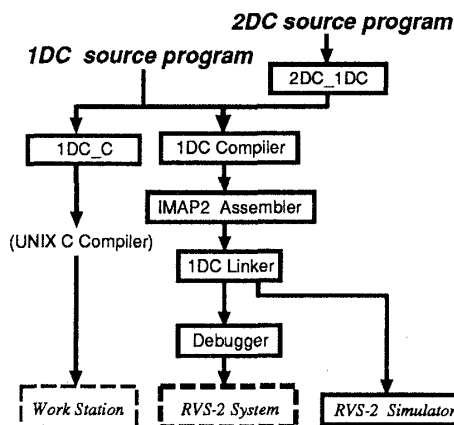 2DC source program
1DC source program
2DC_1DC
1DC_C
1DC Compiler
IMAP2 Assembler
(UNIX C Compiler)
1DC Linker
Debugger
Work Station
RVS-2 System
RVS-2 Simulator